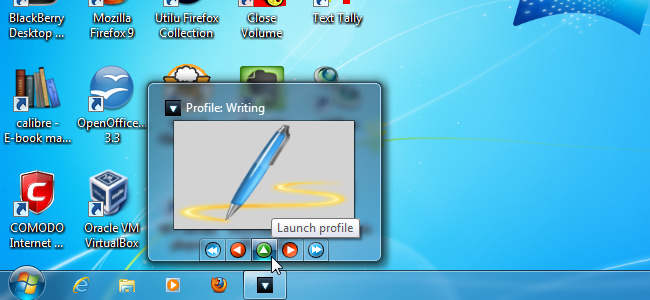 BlackBerry
Desktop ...
Mozilla
Firefox 9
Utilu Firefox
Collection
Close
Volume
Text Tally
calibre -
E-book ma...
OpenOffice....
3.3
Profile: Writing
Launch profile
COMODO
Internet ...
Oracle VM
VirtualBox